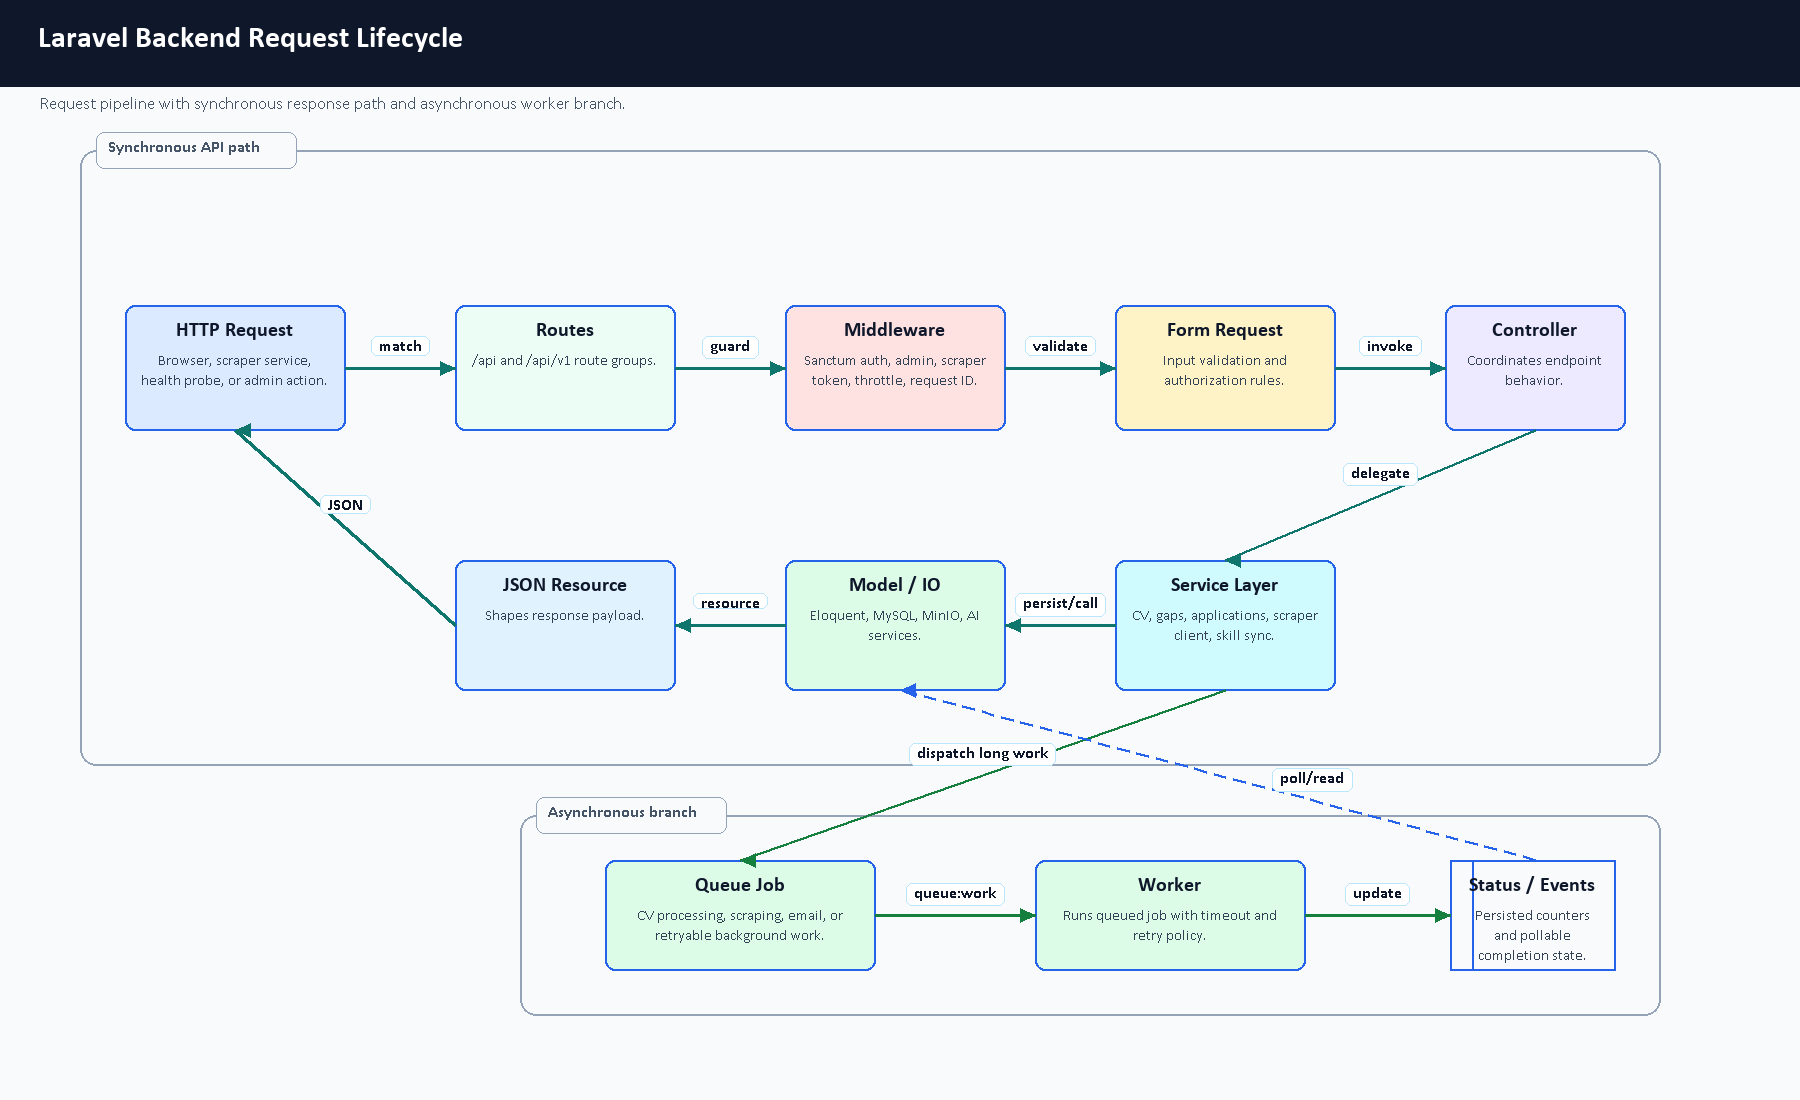 Laravel Backend Request Lifecycle
Request pipeline with synchronous response path and asynchronous worker branch.
Synchronous API path
HTTP Request
Browser, scraper service,
health probe, or admin action.
match
Routes
/api and /api/v1 route groups.
guard
Middleware
Sanctum auth, admin, scraper
token, throttle, request ID.
validate
Form Request
Input validation and
authorization rules.
invoke
Controller
Coordinates endpoint
behavior.
delegate
JSON
JSON Resource
Shapes response payload.
resource
Model / IO
Eloquent, MySQL, MinIO, AI
services.
persist/call
Service Layer
CV, gaps, applications, scraper
client, skill sync.
dispatch long work
poll/read
Asynchronous branch
Queue Job
CV processing, scraping, email, or
retryable background work.
queue:work
Worker
Runs queued job with timeout and
retry policy.
update
Status / Events
Persisted counters
and pollable
completion state.